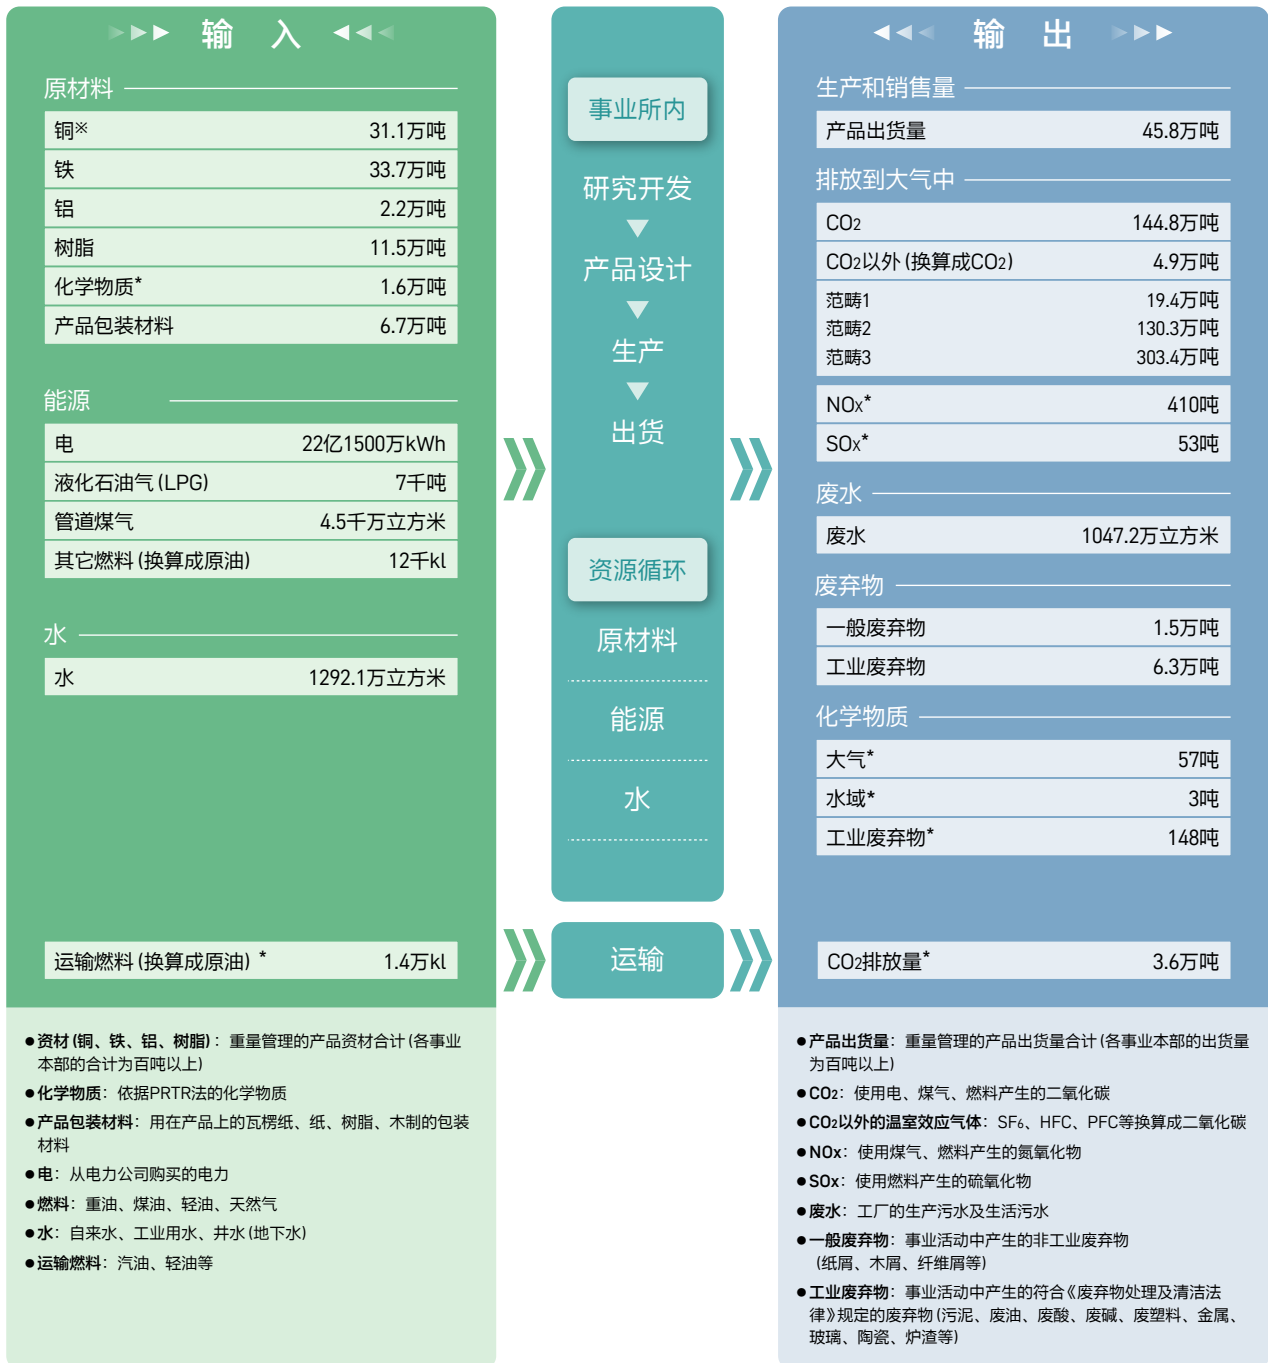 输 入
原材料
铜※ 31.1万吨
铁 33.7万吨
铝 2.2万吨
树脂 11.5万吨
化学物质* 1.6万吨
产品包装材料 6.7万吨
能源
电 22亿1500万kWh
液化石油气(LPG) 7千吨
管道煤气 4.5千万立方米
其它燃料(换算成原油) 12千kl
水
水 1292.1万立方米
运输燃料(换算成原油)* 1.4万kl
●资材(铜、铁、铝、树脂)：重量管理的产品资材合计(各事业
本部的合计为百吨以上)
●化学物质：依据PRTR法的化学物质
●产品包装材料：用在产品上的瓦楞纸、纸、树脂、木制的包装
材料
●电：从电力公司购买的电力
●燃料：重油、煤油、轻油、天然气
●水：自来水、工业用水、井水(地下水)
●运输燃料：汽油、轻油等
事业所内
研究开发
产品设计
生产
出货
资源循环
原材料
能源
水
运输
输 出
生产和销售量
产品出货量 45.8万吨
排放到大气中
CO2 144.8万吨
CO2以外(换算成CO2) 4.9万吨
范畴1 19.4万吨
范畴2 130.3万吨
范畴3 303.4万吨
NOx* 410吨
SOx* 53吨
废水
废水 1047.2万立方米
废弃物
一般废弃物 1.5万吨
工业废弃物 6.3万吨
化学物质
大气* 57吨
水域* 3吨
工业废弃物* 148吨
CO2排放量* 3.6万吨
●产品出货量：重量管理的产品出货量合计(各事业本部的出货量
为百吨以上)
●CO2：使用电、煤气、燃料产生的二氧化碳
●CO2以外的温室效应气体：SF6、HFC、PFC等换算成二氧化碳
●NOx：使用煤气、燃料产生的氮氧化物
●SOx：使用燃料产生的硫氧化物
●废水：工厂的生产污水及生活污水
●一般废弃物：事业活动中产生的非工业废弃物
(纸屑、木屑、纤维屑等)
●工业废弃物：事业活动中产生的符合《废弃物处理及清洁法
律》规定的废弃物(污泥、废油、废酸、废碱、废塑料、金属、
玻璃、陶瓷、炉渣等)